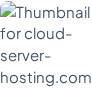 Thumbnail
for cloud-
server-
hosting.com